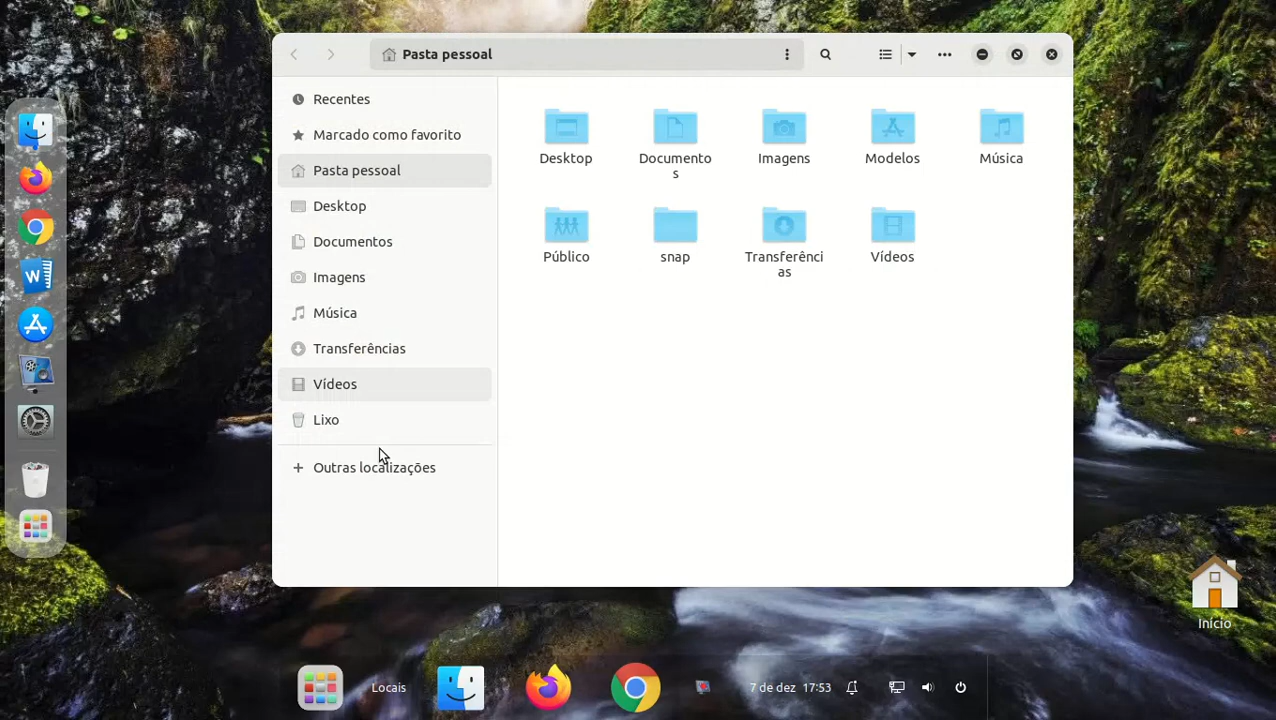 Pasta pessoal
Recentes
Marcado como favorito
Pasta pessoal
Desktop
Documentos
Imagens
Música
Transferências
Vídeos
Lixo
Outras localizações
Desktop
Documento
s
Imagens
Modelos
Música
Público
snap
Transferênci
as
Vídeos
W
Início
Locais
7 de dez 17:53